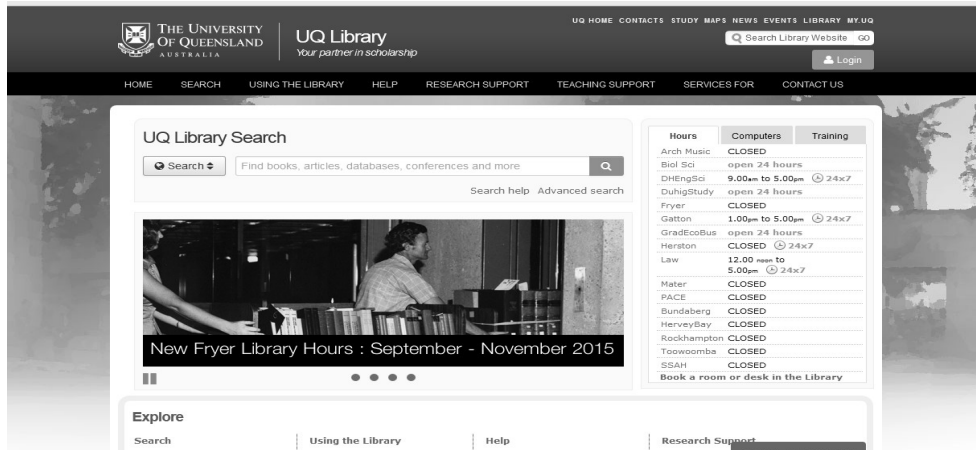 UQ HOME CONTACTS STUDY MAPS NEWS EVENTS LIBRARY MY.UQ
THE UNIVERSITY
OF QUEENSLAND
AUSTRALIA
UQ Library
Your partner in scholarship
Search Library Website GO
Login
HOME SEARCH USING THE LIBRARY HELP RESEARCH SUPPORT TEACHING SUPPORT SERVICES FOR CONTACT US
UQ Library Search
Search
Find books, articles, databases, conferences and more
Search help Advanced search
New Fryer Library Hours : September - November 2015
Hours Computers Training
Arch Music CLOSED
Biol Sci open 24 hours
DHEngSci 9.00am to 5.00pm 24x7
DuhigStudy open 24 hours
Fryer CLOSED
Gatton 1.00pm to 5.00pm 24x7
GradEcoBus open 24 hours
Herston CLOSED 24x7
Law 12.00 noon to
5.00pm 24x7
Mater CLOSED
PACE CLOSED
Bundaberg CLOSED
HerveyBay CLOSED
Rockhampton CLOSED
Toowoomba CLOSED
SSAH CLOSED
Book a room or desk in the Library
Explore
Search Using the Library Help Research Support